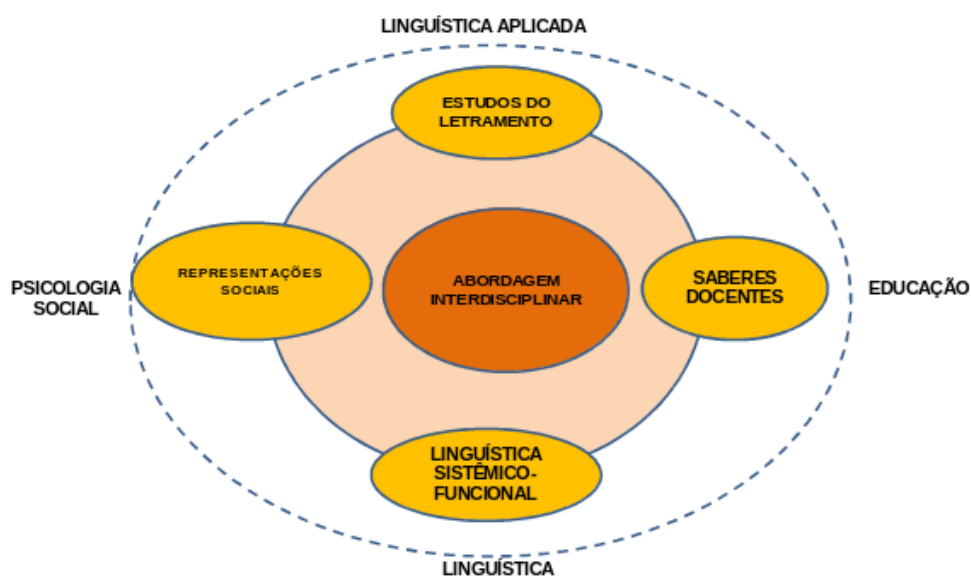 LINGUÍSTICA APLICADA
ESTUDOS DO
LETRAMENTO
REPRESENTAÇÕES
SOCIAIS
PSICOLOGIA
SOCIAL
ABORDAGEM
INTERDISCIPLINAR
SABERES
DOCENTES
EDUCAÇÃO
LINGUÍSTICA
SISTÊMICO-
FUNCIONAL
LINGUÍSTICA